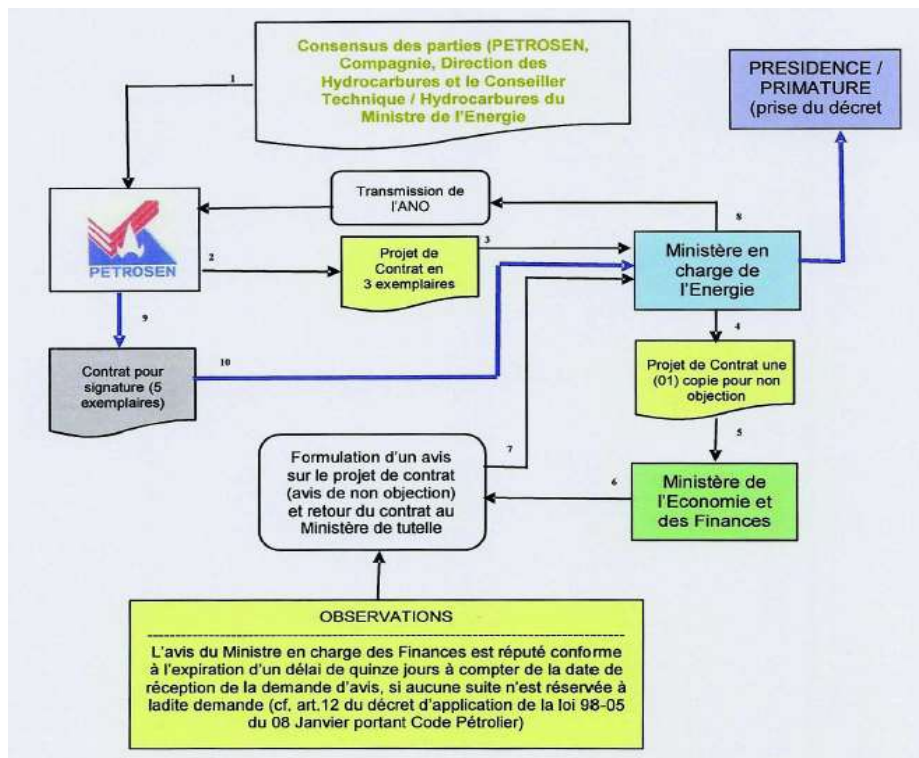 Consensus des parties (PETROSEN,
Compagnie, Direction des
Hydrocarbures et le Conseiller
Technique / Hydrocarbures du
Ministre de l'Energie
PRESIDENCE /
PRIMATURE
(prise du décret
1
Transmission de
l'ANO
8
PETROSEN
2
Projet de
Contrat en
3 exemplaires
3
Ministère en
charge de
l'Energie
9
4
10
Contrat pour
signature (5
exemplaires)
Projet de Contrat une
(01) copie pour non
objection
5
7
Formulation d'un avis
sur le projet de contrat
(avis de non objection)
et retour du contrat au
Ministère de tutelle
6
Ministère de
l'Economie et
des Finances
OBSERVATIONS
L'avis du Ministre en charge des Finances est réputé conforme
à l'expiration d'un délai de quinze jours à compter de la date de
réception de la demande d'avis, si aucune suite n'est réservée à
ladite demande (cf. art.12 du décret d'application de la loi 98-05
du 08 Janvier portant Code Pétrolier)